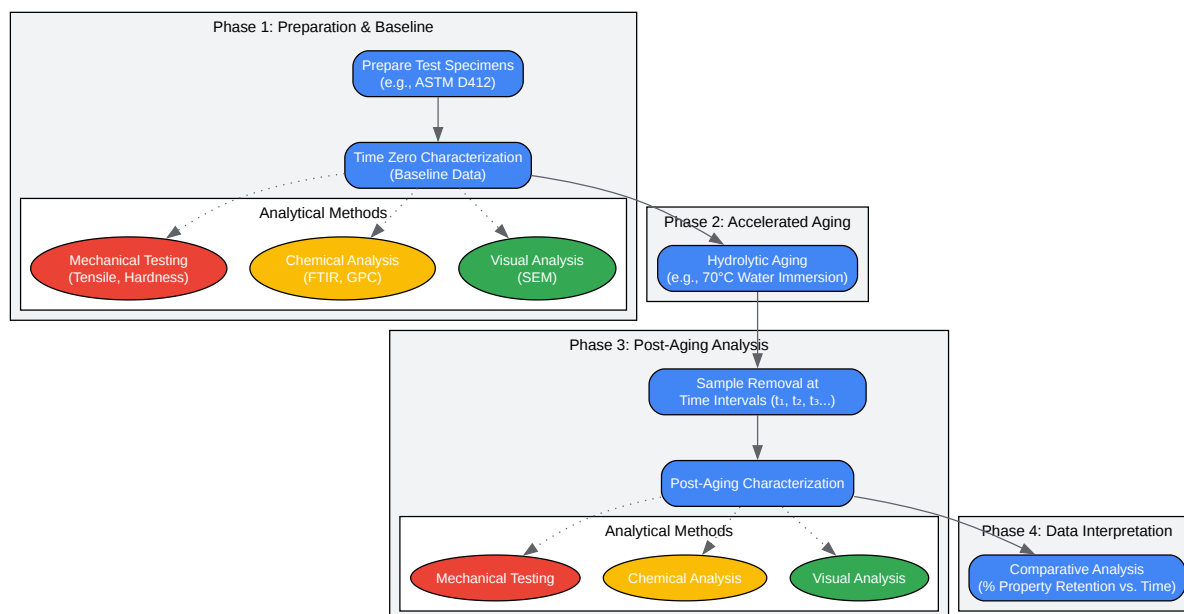 Phase 1: Preparation & Baseline
Prepare Test Specimens
(e.g., ASTM D412)
Time Zero Characterization
(Baseline Data)
Analytical Methods
Mechanical Testing
(Tensile, Hardness)
Chemical Analysis
(FTIR, GPC)
Visual Analysis
(SEM)
Phase 2: Accelerated Aging
Hydrolytic Aging
(e.g., 70°C Water Immersion)
Phase 3: Post-Aging Analysis
Sample Removal at
Time Intervals (t₁, t₂, t₃...)
Post-Aging Characterization
Analytical Methods
Mechanical Testing
Chemical Analysis
Visual Analysis
Phase 4: Data Interpretation
Comparative Analysis
(% Property Retention vs. Time)